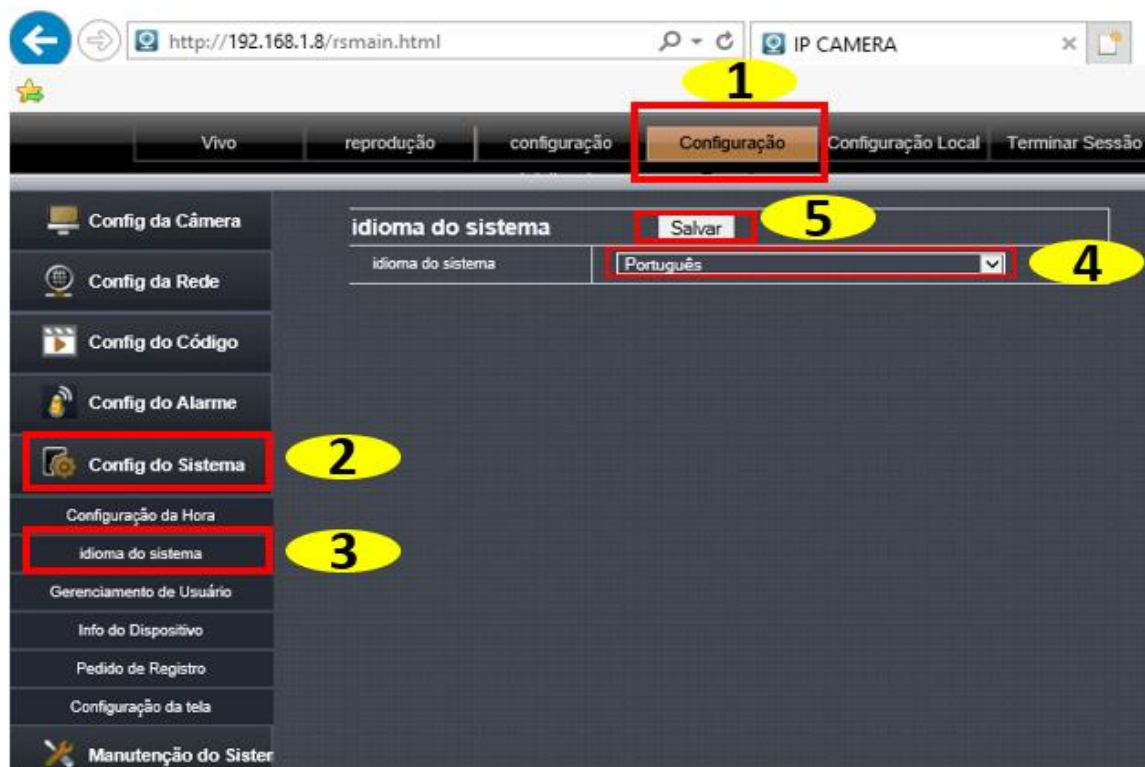 http://192.168.1.8/rsmain.html
IP CAMERA
1
Vivo
reprodução
configuração
Configuração
Configuração Local
Terminar Sessão
Config da Câmera
idioma do sistema
Salvar
5
idioma do sistema
Português
4
Config da Rede
Config do Código
Config do Alarme
Config do Sistema
2
Configuração da Hora
idioma do sistema
3
Gerenciamento de Usuário
Info do Dispositivo
Pedido de Registro
Configuração da tela
Manutenção do Sister